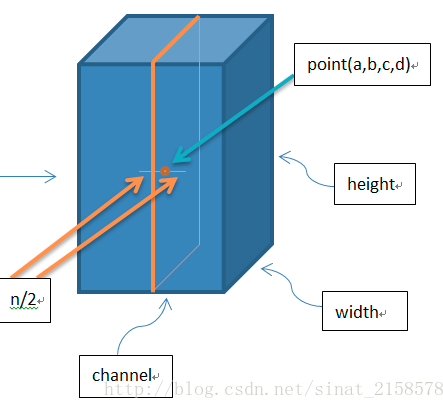 point(a,b,c,d)
height
n/2
width
channel
http://blog.csdn.net/sinat_2158578